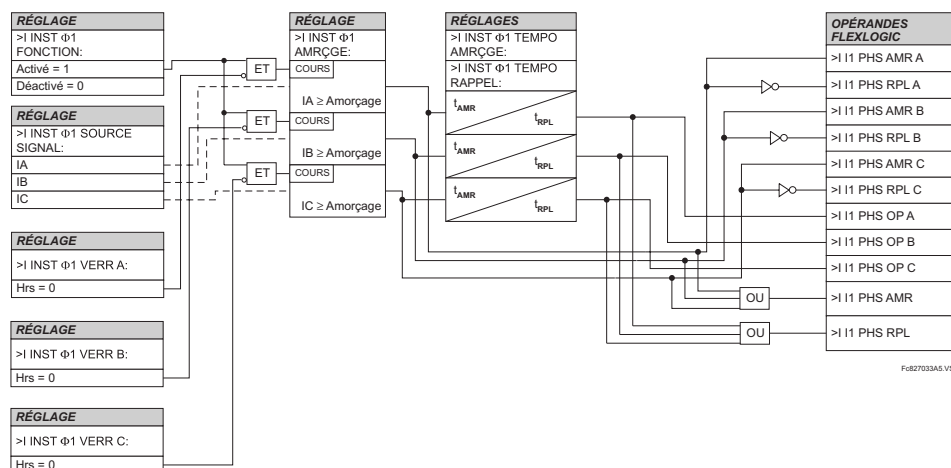 RÉGLAGE
>I INST Φ1
FONCTION:
Activé = 1
Déactivé = 0
RÉGLAGE
>I INST Φ1 SOURCE
SIGNAL:
IA
IB
IC
RÉGLAGE
>I INST Φ1 VERR A:
Hrs = 0
RÉGLAGE
>I INST Φ1 VERR B:
Hrs = 0
RÉGLAGE
>I INST Φ1 VERR C:
Hrs = 0
ET
ET
ET
RÉGLAGE
>I INST Φ1
AMRÇGE:
COURS
IA ≥ Amorçage
COURS
IB ≥ Amorçage
COURS
IC ≥ Amorçage
RÉGLAGES
>I INST Φ1 TEMPO
AMRÇGE:
>I INST Φ1 TEMPO
RAPPEL:
tAMR
tRPL
tAMR
tRPL
tAMR
tRPL
OU
OU
OPÉRANDES
FLEXLOGIC
>I I1 PHS AMR A
>I I1 PHS RPL A
>I I1 PHS AMR B
>I I1 PHS RPL B
>I I1 PHS AMR C
>I I1 PHS RPL C
>I I1 PHS OP A
>I I1 PHS OP B
>I I1 PHS OP C
>I I1 PHS AMR
>I I1 PHS RPL